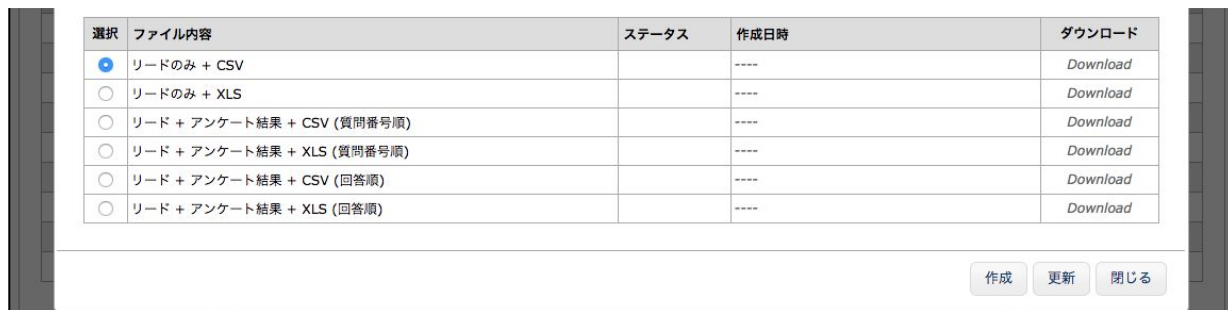 選択 ファイル内容 ステータス 作成日時 ダウンロード
リードのみ + CSV ---- Download
リードのみ + XLS ---- Download
リード + アンケート結果 + CSV (質問番号順) ---- Download
リード + アンケート結果 + XLS (質問番号順) ---- Download
リード + アンケート結果 + CSV (回答順) ---- Download
リード + アンケート結果 + XLS (回答順) ---- Download
作成 更新 閉じる